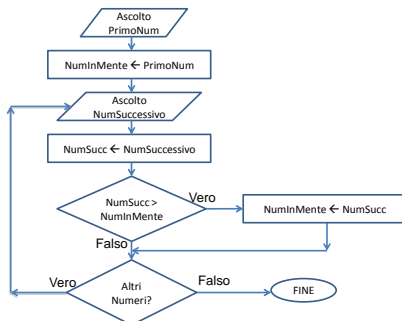 Ascolto
PrimoNum
NumInMente ← PrimoNum
Ascolto
NumSuccessivo
NumSucc ← NumSuccessivo
NumSucc >
NumInMente
Vero
NumInMente ← NumSucc
Falso
Vero
Altri
Numeri?
Falso
FINE